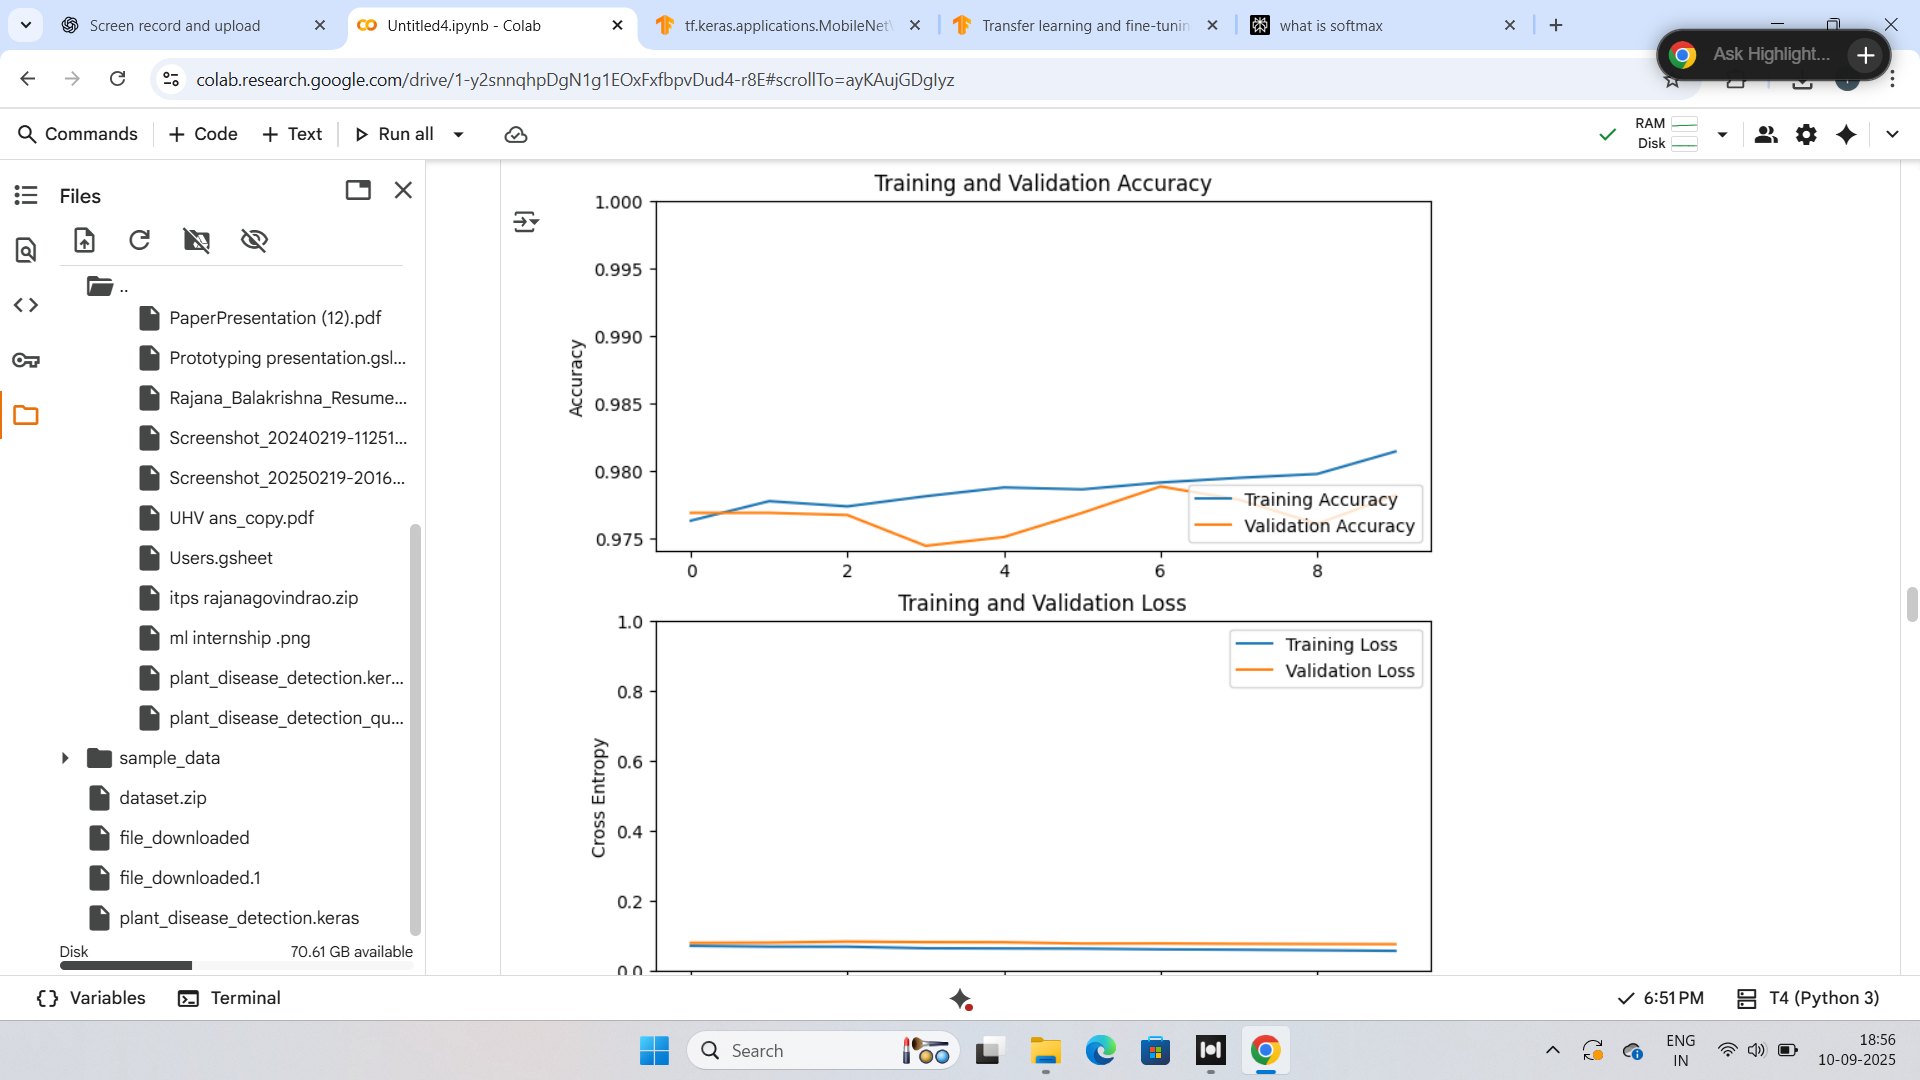 Screen record and upload
Untitled4.ipynb - Colab
tf.keras.applications.MobileNetV
Transfer learning and fine-tunin
what is softmax
Ask Highlight...
colab.research.google.com/drive/1-y2snnqhpDgN1g1EOxFxfbpvDud4-r8E#scrollTo=ayKAujGDgIyz
Commands
+ Code
+ Text
Run all
RAM
Disk
Files
..
PaperPresentation (12).pdf
Prototyping presentation.gsl...
Rajana_Balakrishna_Resume...
Screenshot_20240219-11251...
Screenshot_20250219-2016...
UHV ans_copy.pdf
Users.gsheet
itps rajanagovindrao.zip
ml internship .png
plant_disease_detection.ker...
plant_disease_detection_qu...
sample_data
dataset.zip
file_downloaded
file_downloaded.1
plant_disease_detection.keras
Disk
70.61 GB available
Training and Validation Accuracy
1.000
0.995
0.990
0.985
0.980
0.975
Accuracy
Training Accuracy
Validation Accuracy
0
2
4
6
8
Training and Validation Loss
1.0
0.8
0.6
0.4
0.2
0.0
Cross Entropy
Training Loss
Validation Loss
Variables
Terminal
6:51 PM
T4 (Python 3)
Search
ENG
IN
18:56
10-09-2025